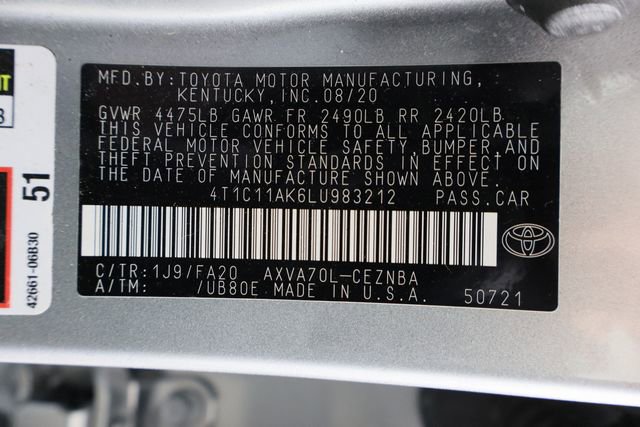 MFD.BY:TOYOTA MOTOR MANUFACTURING,
KENTUCKY,INC.08/20
GVWR 4475LB GAWR FR 2490LB RR 2420LB
THIS VEHICLE CONFORMS TO ALL APPLICABLE
FEDERAL MOTOR VEHICLE SAFETY,BUMPER,AND
THEFT PREVENTION STANDARDS IN EFFECT ON
THE DATE OF MANUFACTURE SHOWN ABOVE.
4T1C11AK6LU983212 PASS.CAR
C/TR:1J9/FA20 AXVA70L-CEZNBA
A/TM: /UB80E MADE IN U.S.A. 50721
51
42661-06B30